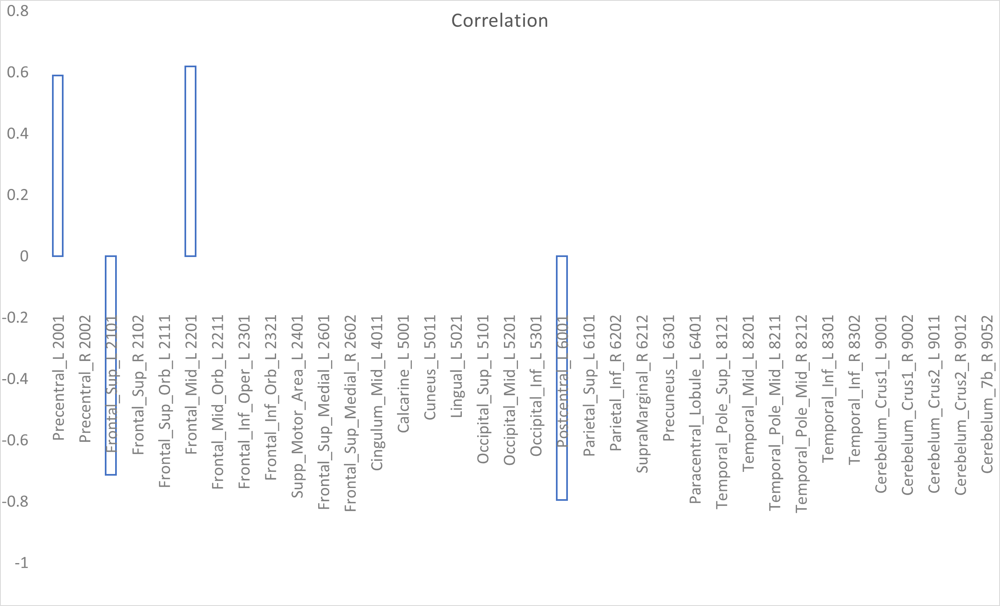 Correlation
0.8
0.6
0.4
0.2
0
-0.2
-0.4
-0.6
-0.8
-1
Precentral_L 2001
Precentral_R 2002
Frontal_Sup_L 2101
Frontal_Sup_R 2102
Frontal_Sup_Orb_L 2111
Frontal_Mid_L 2201
Frontal_Mid_Orb_L 2211
Frontal_Inf_Oper_L 2301
Frontal_Inf_Orb_L 2321
Supp_Motor_Area_L 2401
Frontal_Sup_Medial_L 2601
Frontal_Sup_Medial_R 2602
Cingulum_Mid_L 4011
Calcarine_L 5001
Cuneus_L 5011
Lingual_L 5021
Occipital_Sup_L 5101
Occipital_Mid_L 5201
Occipital_Inf_L 5301
Postcentral_L 6001
Parietal_Sup_L 6101
Parietal_Inf_R 6202
SupraMarginal_R 6212
Precuneus_L 6301
Paracentral_Lobule_L 6401
Temporal_Pole_Sup_L 8121
Temporal_Mid_L 8201
Temporal_Pole_Mid_L 8211
Temporal_Pole_Mid_R 8212
Temporal_Inf_L 8301
Temporal_Inf_R 8302
Cerebelum_Crus1_L 9001
Cerebelum_Crus1_R 9002
Cerebelum_Crus2_L 9011
Cerebelum_Crus2_R 9012
Cerebelum_7b_R 9052